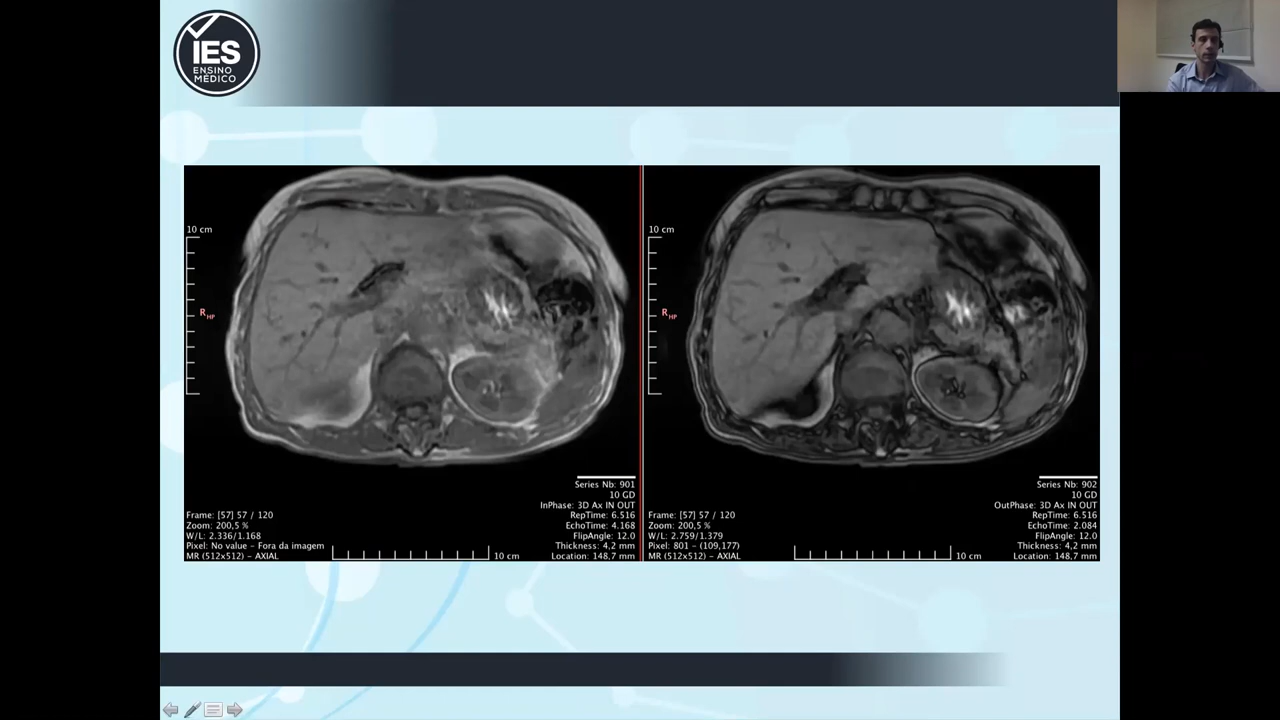 IES
ENSINO
MÉDICO
10 cm
R HP
Series Nb: 901
10 GD
InPhase: 3D Ax IN OUT
Frame: [57] 57 / 120
RepTime: 6.516
Zoom: 200,5 %
EchoTime: 4.168
W/L: 2.336/1.168
FlipAngle: 12.0
Pixel: No value - Fora da imagem
Thickness: 4,2 mm
MR (512x512) - AXIAL
10 cm
Location: 148,7 mm
10 cm
R HP
Series Nb: 902
10 GD
OutPhase: 3D Ax IN OUT
Frame: [57] 57 / 120
RepTime: 6.516
Zoom: 200,5 %
EchoTime: 2.084
W/L: 2.759/1.379
FlipAngle: 12.0
Pixel: 801 - (109,177)
Thickness: 4,2 mm
MR (512x512) - AXIAL
10 cm
Location: 148,7 mm